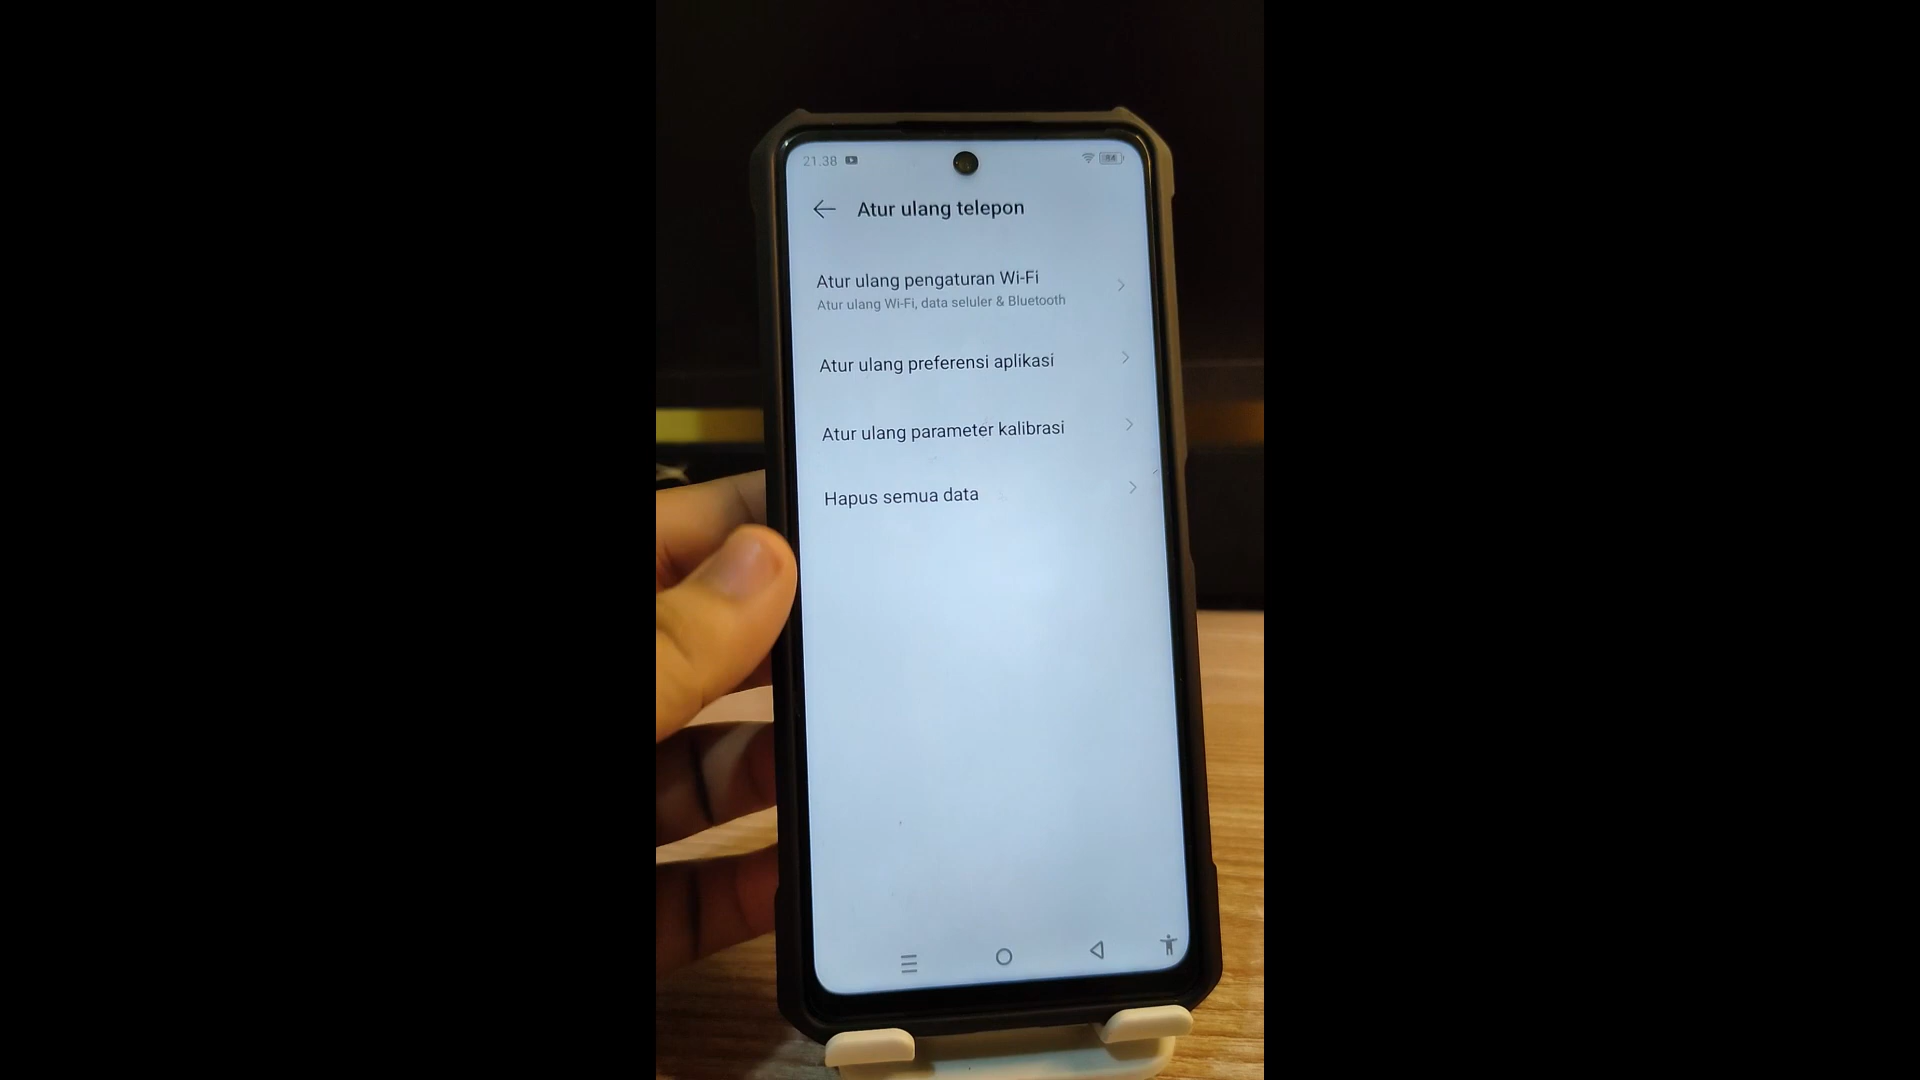 21.38
84
Atur ulang telepon
Atur ulang pengaturan Wi-Fi
Atur ulang Wi-Fi, data seluler & Bluetooth
Atur ulang preferensi aplikasi
Atur ulang parameter kalibrasi
Hapus semua data